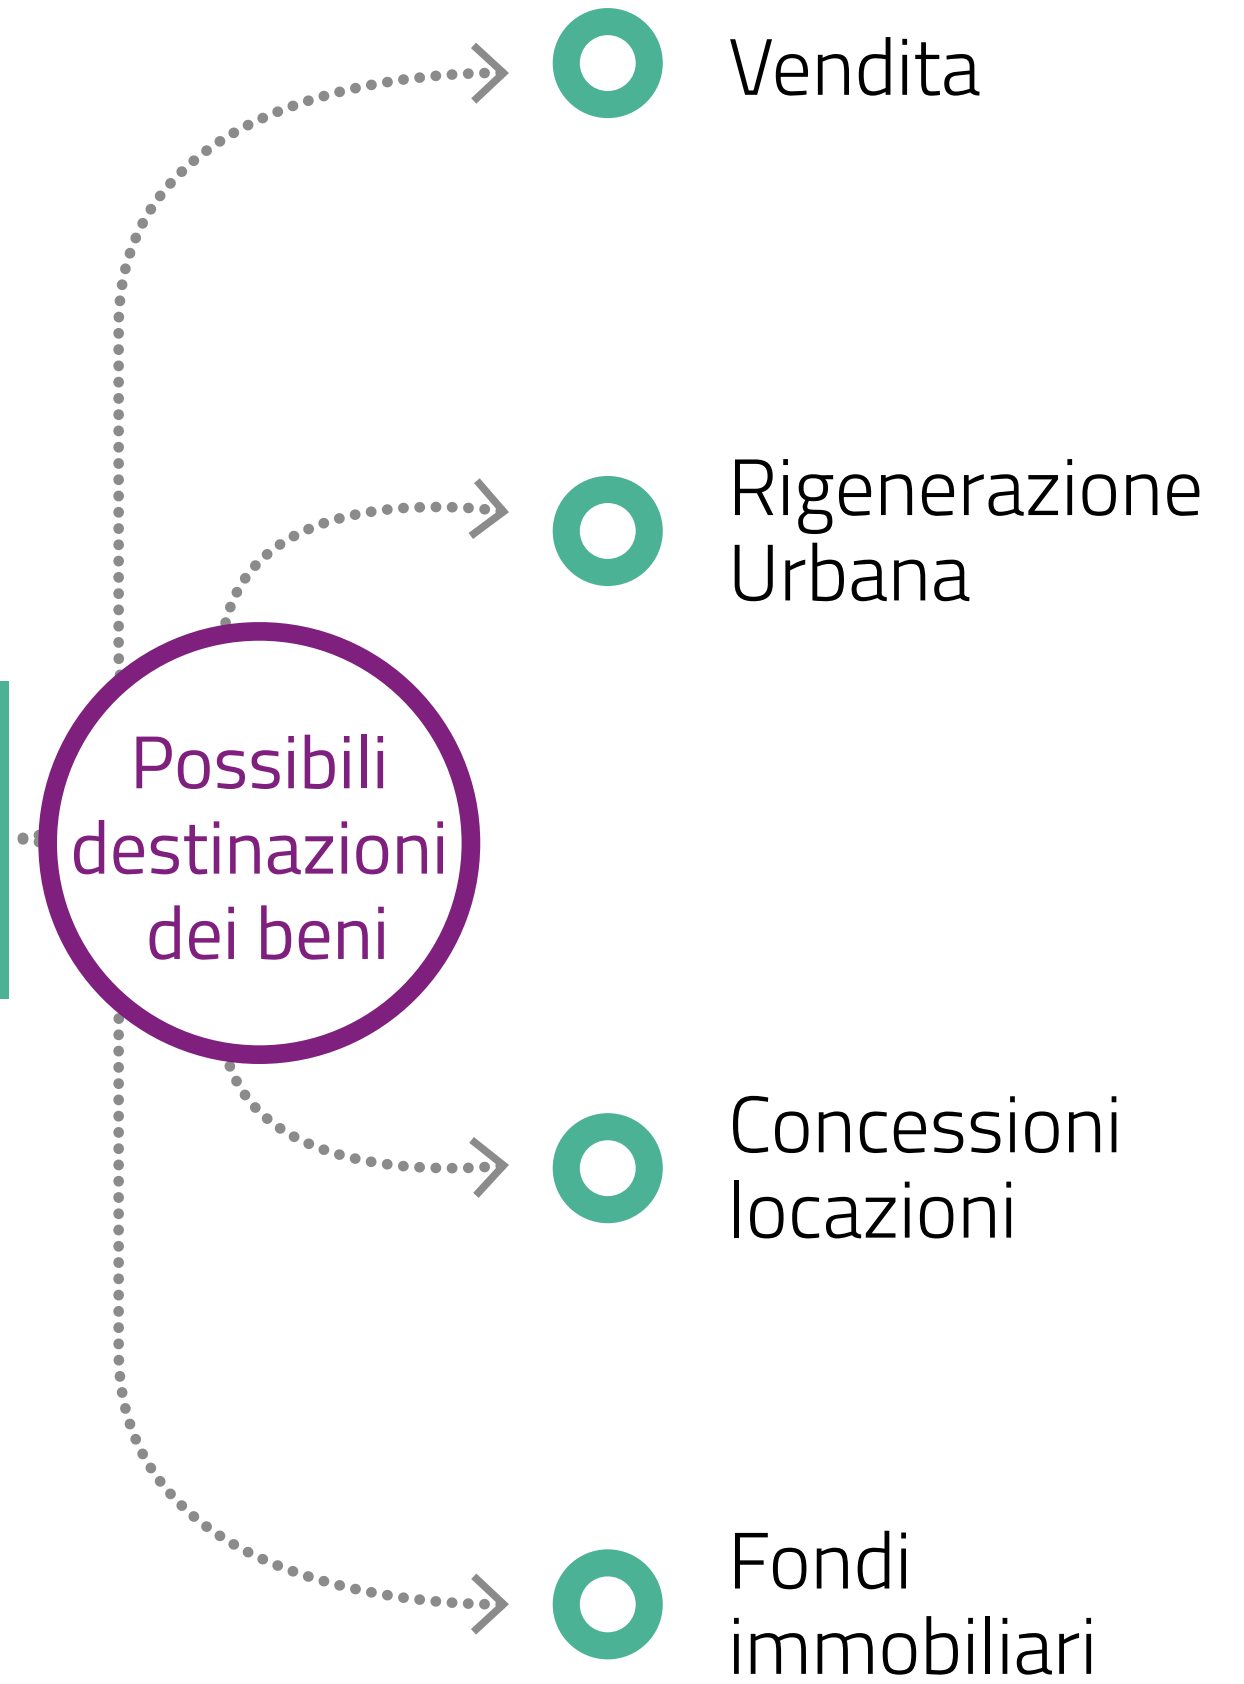 Vendita
Rigenerazione
Urbana
Possibili
destinazioni
dei beni
Concessioni
locazioni
Fondi
immobiliari